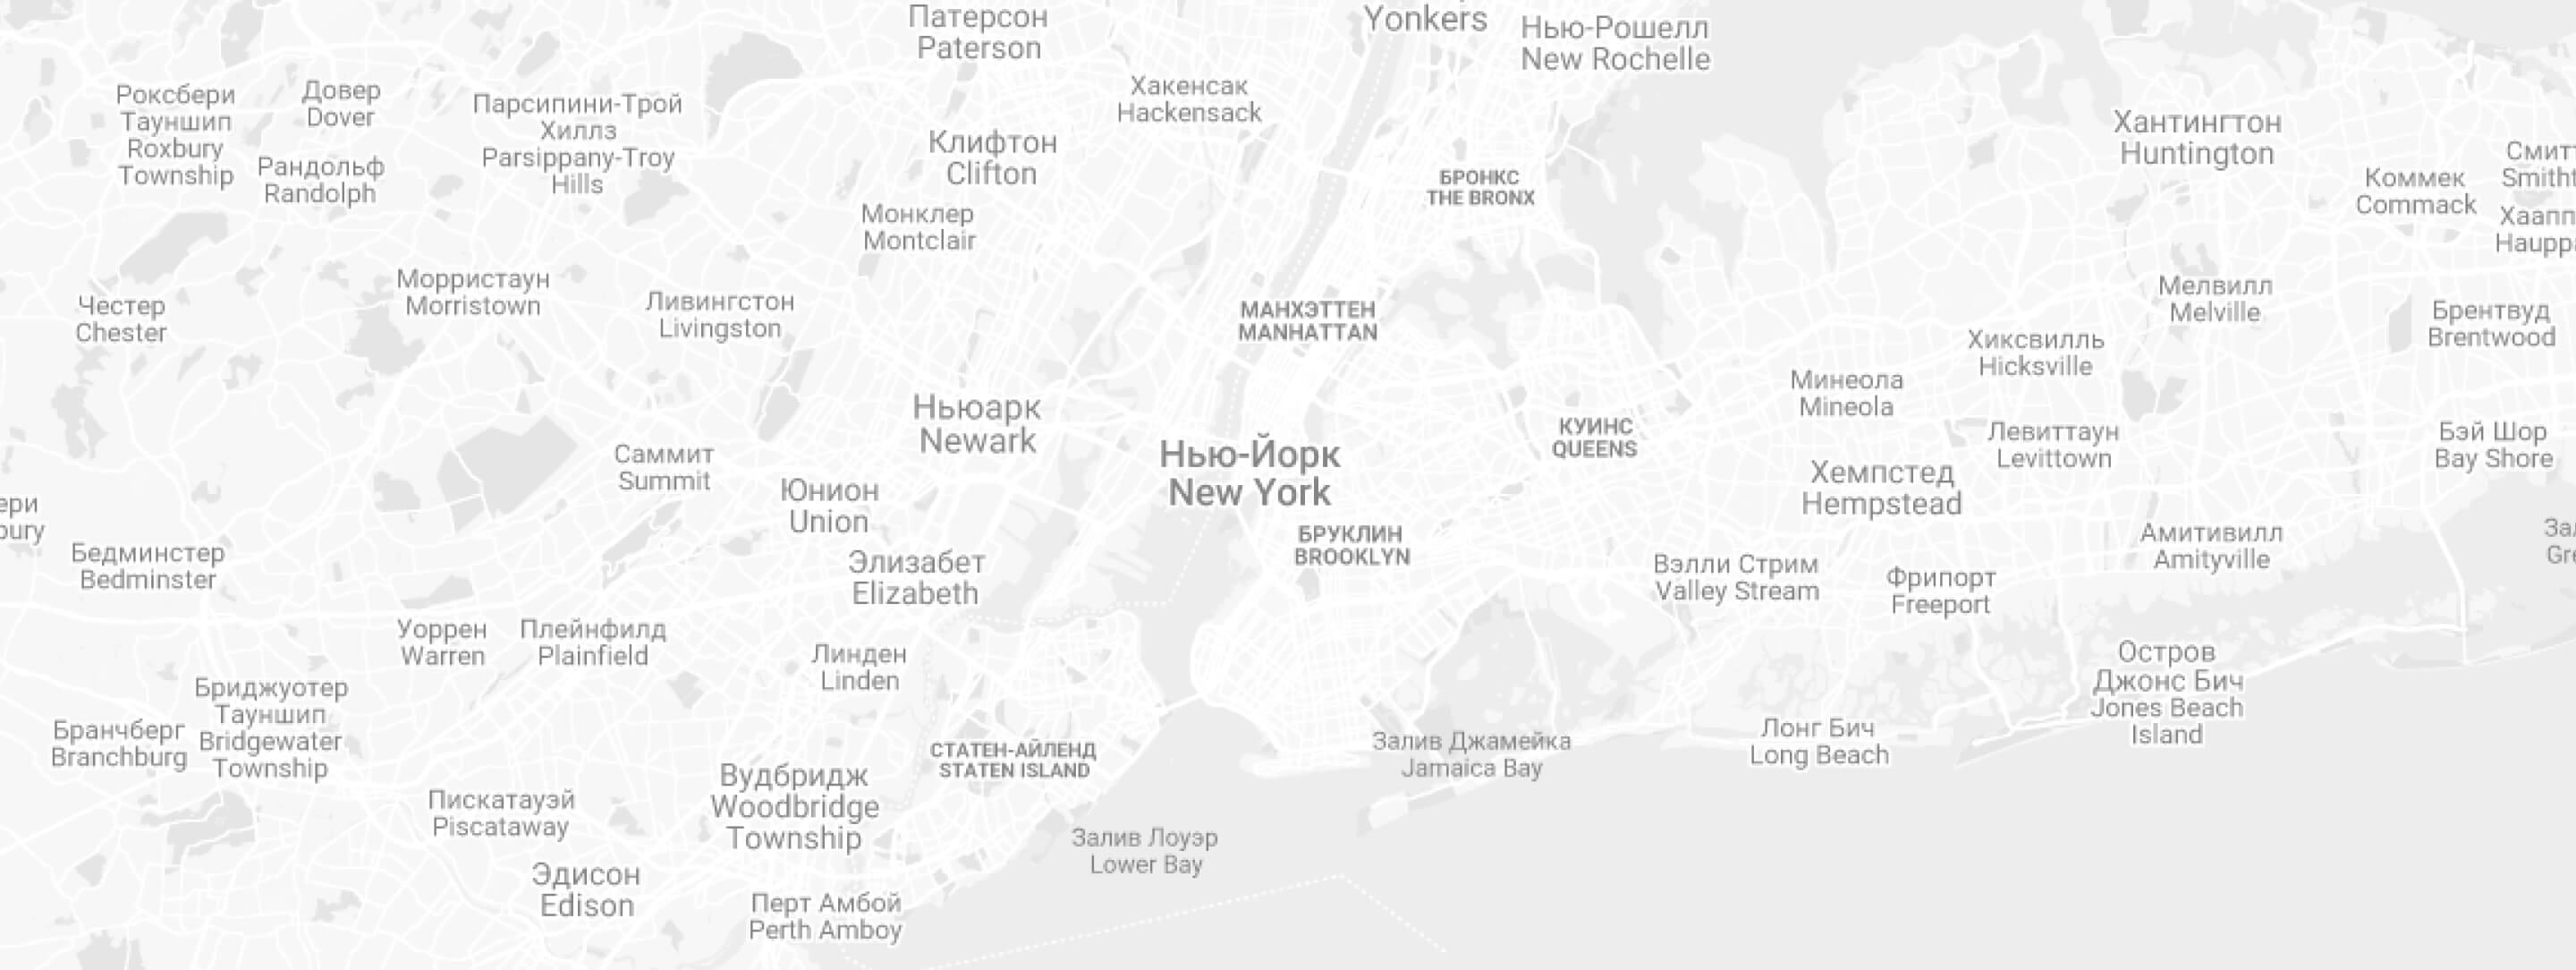 Патерсон
Paterson
Yonkers
Нью-Рошелл
New Rochelle
Роксбери
Тауншип
Roxbury
Township
Довер
Dover
Парсипини-Трой
Хиллз
Parsippany-Troy
Hills
Хакенсак
Hackensack
Рандольф
Randolph
Клифтон
Clifton
БРОНКС
THE BRONX
Хантингтон
Huntington
Коммек
Commack
Монклер
Montclair
Морристаун
Morristown
Честер
Chester
Ливингстон
Livingston
МАНХЭТТЕН
MANHATTAN
Мелвилл
Melville
Брентвуд
Brentwood
Хиксвилль
Hicksville
Минеола
Mineola
Ньюарк
Newark
КУИНС
QUEENS
Левиттаун
Levittown
Бэй Шор
Bay Shore
Саммит
Summit
Нью-Йорк
New York
Хемпстед
Hempstead
Юнион
Union
БРУКЛИН
BROOKLYN
Амитивилл
Amityville
Бедминстер
Bedminster
Элизабет
Elizabeth
Вэлли Стрим
Valley Stream
Фрипорт
Freeport
Уоррен
Warren
Плейнфилд
Plainfield
Линден
Linden
Остров
Джонс Бич
Jones Beach
Island
Бриджуотер
Тауншип
Bridgewater
Township
Бранчберг
Branchburg
СТАТЕН-АЙЛЕНД
STATEN ISLAND
Залив Джамейка
Jamaica Bay
Лонг Бич
Long Beach
Вудбридж
Woodbridge
Township
Пискатауэй
Piscataway
Залив Лоуэр
Lower Bay
Эдисон
Edison
Перт Амбой
Perth Amboy